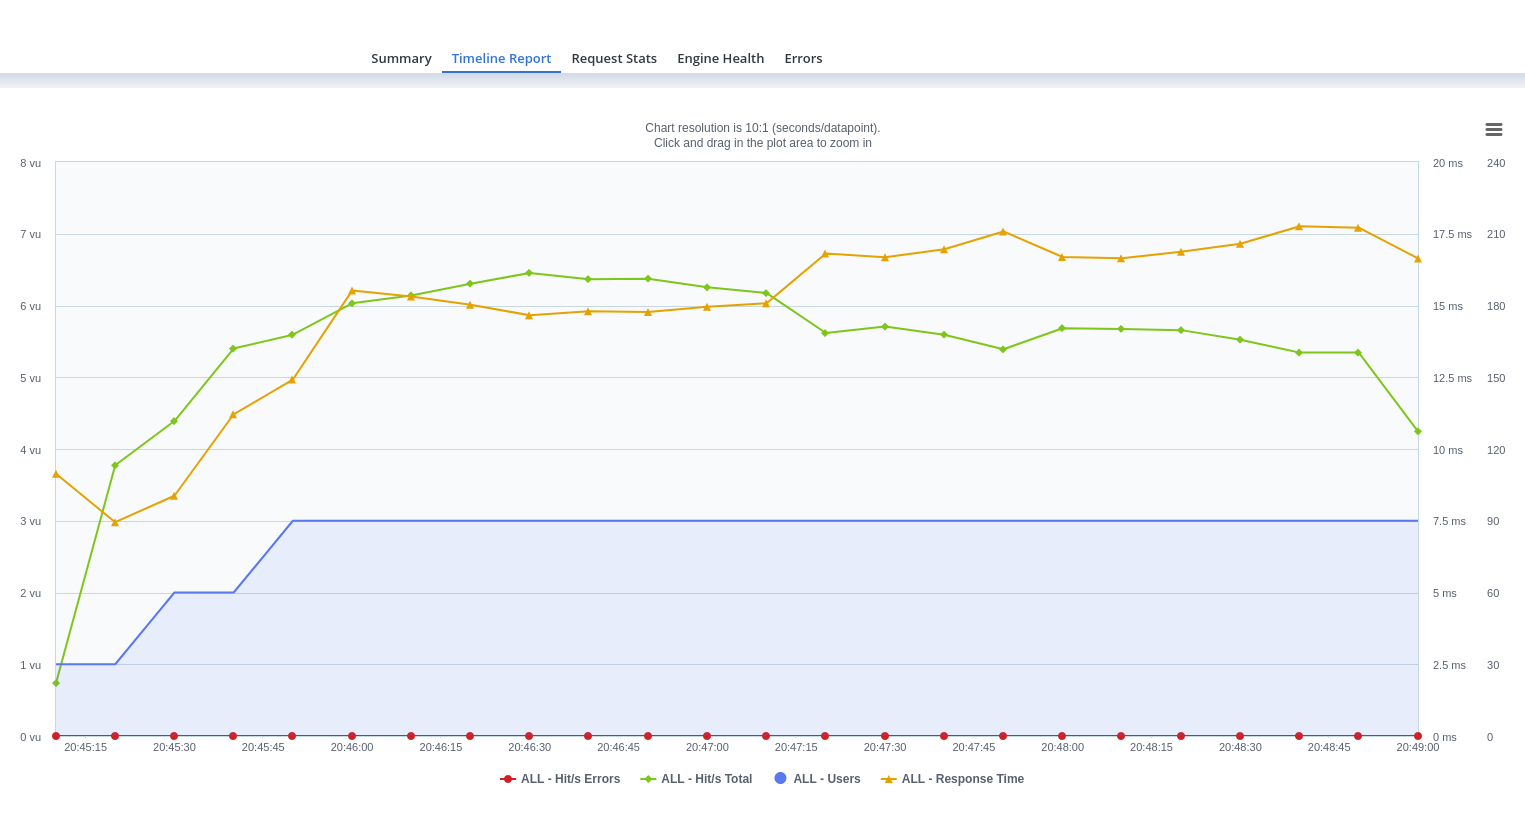 Summary Timeline Report Request Stats Engine Health Errors
Chart resolution is 10:1 (seconds/datapoint).
Click and drag in the plot area to zoom in
8 vu 20 ms 240
7 vu 17.5 ms 210
6 vu 15 ms 180
5 vu 12.5 ms 150
4 vu 10 ms 120
3 vu 7.5 ms 90
2 vu 5 ms 60
1 vu 2.5 ms 30
0 vu 0 ms 0
20:45:15 20:45:30 20:45:45 20:46:00 20:46:15 20:46:30 20:46:45 20:47:00 20:47:15 20:47:30 20:47:45 20:48:00 20:48:15 20:48:30 20:48:45 20:49:00
ALL - Hit/s Errors ALL - Hit/s Total ALL - Users ALL - Response Time